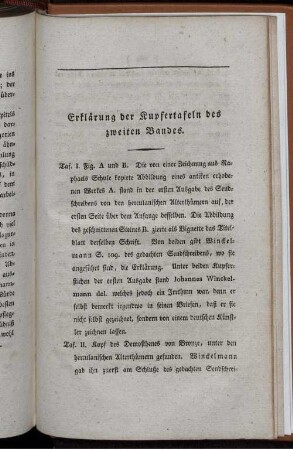 Erklärung der Kupfertafeln des
zweiten Bandes.
Taf. I. Fig. A und B. Die von einer Zeichnung aus Ra-
phaels Schule kopirte Abbildung eines antiken erhobe-
nen Werkes A. stand in der ersten Ausgabe des Send-
schreibens von den herculanischen Alterthümern auf, der
ersten Seite über dem Anfange desselben. Die Abbildung
des geschnittenen Steines B. zierte als Vignette das Titel-
blatt derselben Schrift. Von beiden gibt Winckel-
mann S. 109. des gedachten Sendschreibens, wo sie
angeführt sind, die Erklärung. Unter beiden Kupfer-
stichen der ersten Ausgabe stand Johannes Winckel-
mann del. welches jedoch ein Irrthum war, denn er
selbst bemerkt irgendwo in seinen Briefen, daß er sie
nicht selbst gezeichnet, sondern von einem deutschen Künst-
ler zeichnen lassen.
Taf. II. Kopf des Demosthenes von Bronze, unter den
herculanischen Alterthümern gefunden. Winckelmann
gab ihn zuerst am Schluße des gedachten Sendschrei-